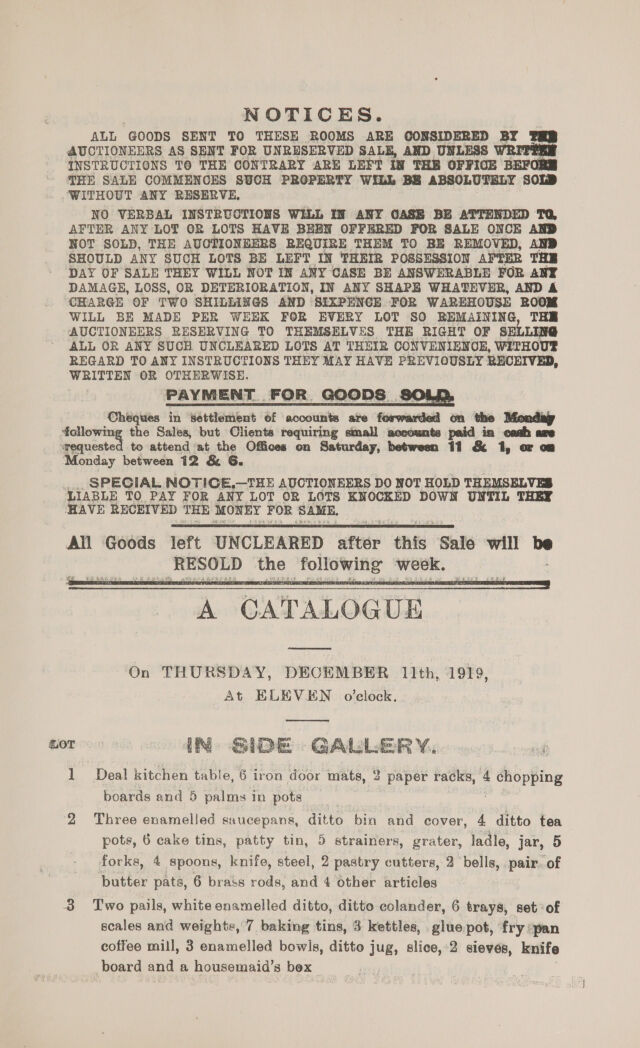 NOTICES.
ALL GOODS SENT TO THESE ROOMS ARE CONSIDERED BY THE
AUCTIONEERS AS SENT FOR UNRESERVED SALE, AND UNLESS WRITTEN
INSTRUCTIONS TO THE CONTRARY ARE LEFT IN THE OFFICE BEFORE
THE SALE COMMENCES SUCH PROPERTY WILL BE ABSOLUTELY SOLD
WITHOUT ANY RESERVE.
NO VERBAL INSTRUCTIONS WILL IN ANY CASE BE ATTENDED TO,
AFTER ANY LOT OR LOTS HAVE BEEN OFFERED FOR SALE ONCE AND
NOT SOLD, THE AUCTIONEERS REQUIRE THEM TO BE REMOVED, AND
SHOULD ANY SUCH LOTS BE LEFT IN THEIR POSSESSION AFTER THE
DAY OF SALE THEY WILL NOT IN ANY CASE BE ANSWERABLE FOR ANY
DAMAGE, LOSS, OR DETERIORATION, IN ANY SHAPE WHATEVER, AND A
CHARGE OF TWO SHILLINGS AND SIXPENCE FOR WAREHOUSE ROOM
WILL BE MADE PER WEEK FOR EVERY LOT SO REMAINING, THE
AUCTIONEERS RESERVING TO THEMSELVES THE RIGHT OF SELLING
ALL OR ANY SUCH UNCLEARED LOTS AT THEIR CONVENIENCE, WITHOUT
REGARD TO ANY INSTRUCTIONS THEY MAY HAVE PREVIOUSLY RECEIVED,
WRITTEN OR OTHERWISE.
PAYMENT FOR GOODS SOLD.
Cheques in settlement of accounts are forwarded on the Monday
following the Sales, but Clients requiring small accounts paid in cash are
requested to attend at the Offices on Saturday, between 11 & 1, or on
Monday between 12 & 6.
SPECIAL NOTICE.—THE AUCTIONEERS DO NOT HOLD THEMSELVES
LIABLE TO PAY FOR ANY LOT OR LOTS KNOCKED DOWN UNTIL THEY
HAVE RECEIVED THE MONEY FOR SAME.
All Goods left UNCLEARED after this Sale will be
RESOLD the following week.
A CATALOGUE
On THURSDAY, DECEMBER 11th, 1919,
At ELEVEN o'clock.
LOT IN SIDE GALLERY.
1 Deal kitchen table, 6 iron door mats, 2 paper racks, 4 chopping
boards and 5 palms in pots
2 Three enamelled saucepans, ditto bin and cover, 4 ditto tea
pots, 6 cake tins, patty tin, 5 strainers, grater, ladle, jar, 5
forks, 4 spoons, knife, steel, 2 pastry cutters, 2 bells, pair of
butter pats, 6 brass rods, and 4 other articles
3 Two pails, white enamelled ditto, ditto colander, 6 trays, set of
scales and weights, 7 baking tins, 3 kettles, glue pot, fry pan
coffee mill, 3 enamelled bowls, ditto jug, slice, 2 sieves, knife
board and a housemaid's box